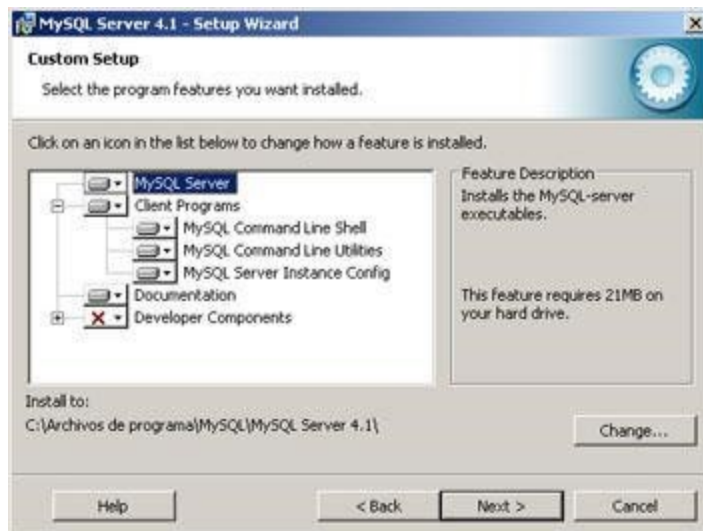 MySQL Server 4.1 - Setup Wizard
Custom Setup
Select the program features you want installed.
Click on an icon in the list below to change how a feature is installed.
MySQL Server
Client Programs
MySQL Command Line Shell
MySQL Command Line Utilities
MySQL Server Instance Config
Documentation
Developer Components
Feature Description
Installs the MySQL-server
executables.
This feature requires 21MB on
your hard drive.
Install to:
C:\Archivos de programa\MySQL\MySQL Server 4.1\
Change...
Help
< Back
Next >
Cancel